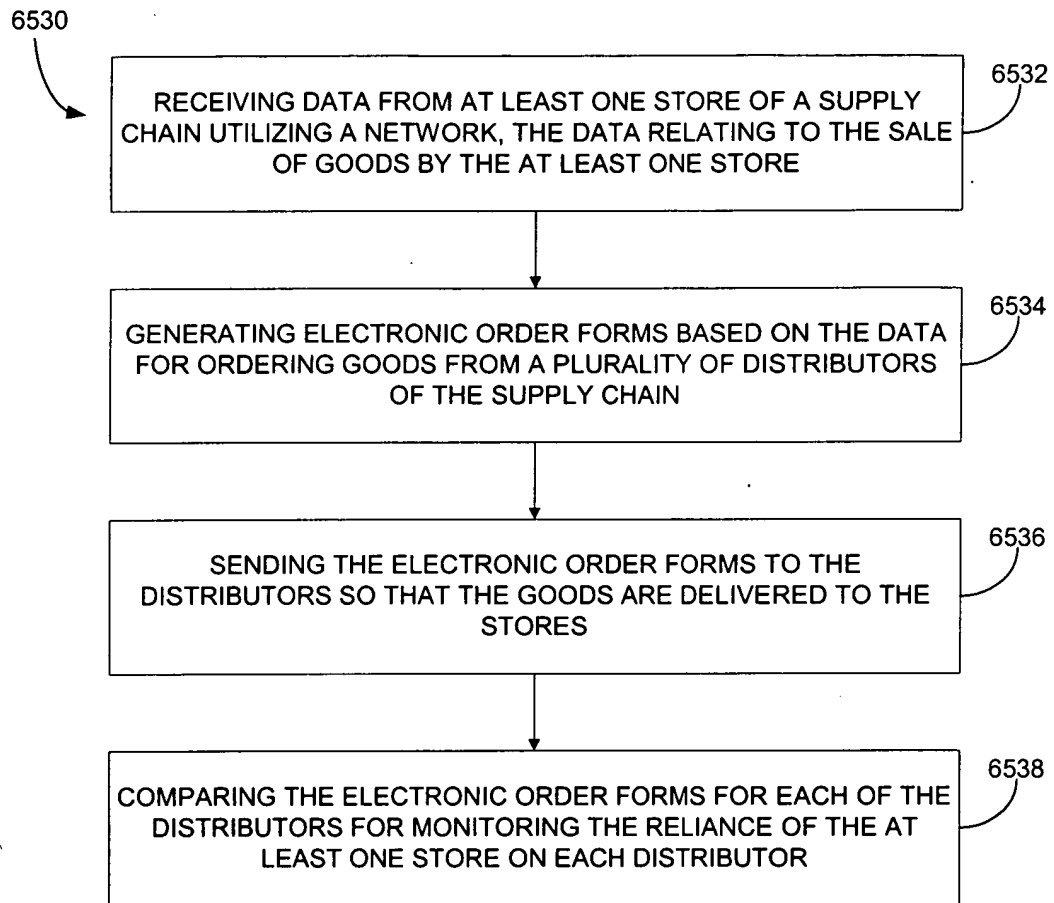 6530
6532
RECEIVING DATA FROM AT LEAST ONE STORE OF A SUPPLY
CHAIN UTILIZING A NETWORK, THE DATA RELATING TO THE SALE
OF GOODS BY THE AT LEAST ONE STORE
6534
GENERATING ELECTRONIC ORDER FORMS BASED ON THE DATA
FOR ORDERING GOODS FROM A PLURALITY OF DISTRIBUTORS
OF THE SUPPLY CHAIN
6536
SENDING THE ELECTRONIC ORDER FORMS TO THE
DISTRIBUTORS SO THAT THE GOODS ARE DELIVERED TO THE
STORES
6538
COMPARING THE ELECTRONIC ORDER FORMS FOR EACH OF THE
DISTRIBUTORS FOR MONITORING THE RELIANCE OF THE AT
LEAST ONE STORE ON EACH DISTRIBUTOR